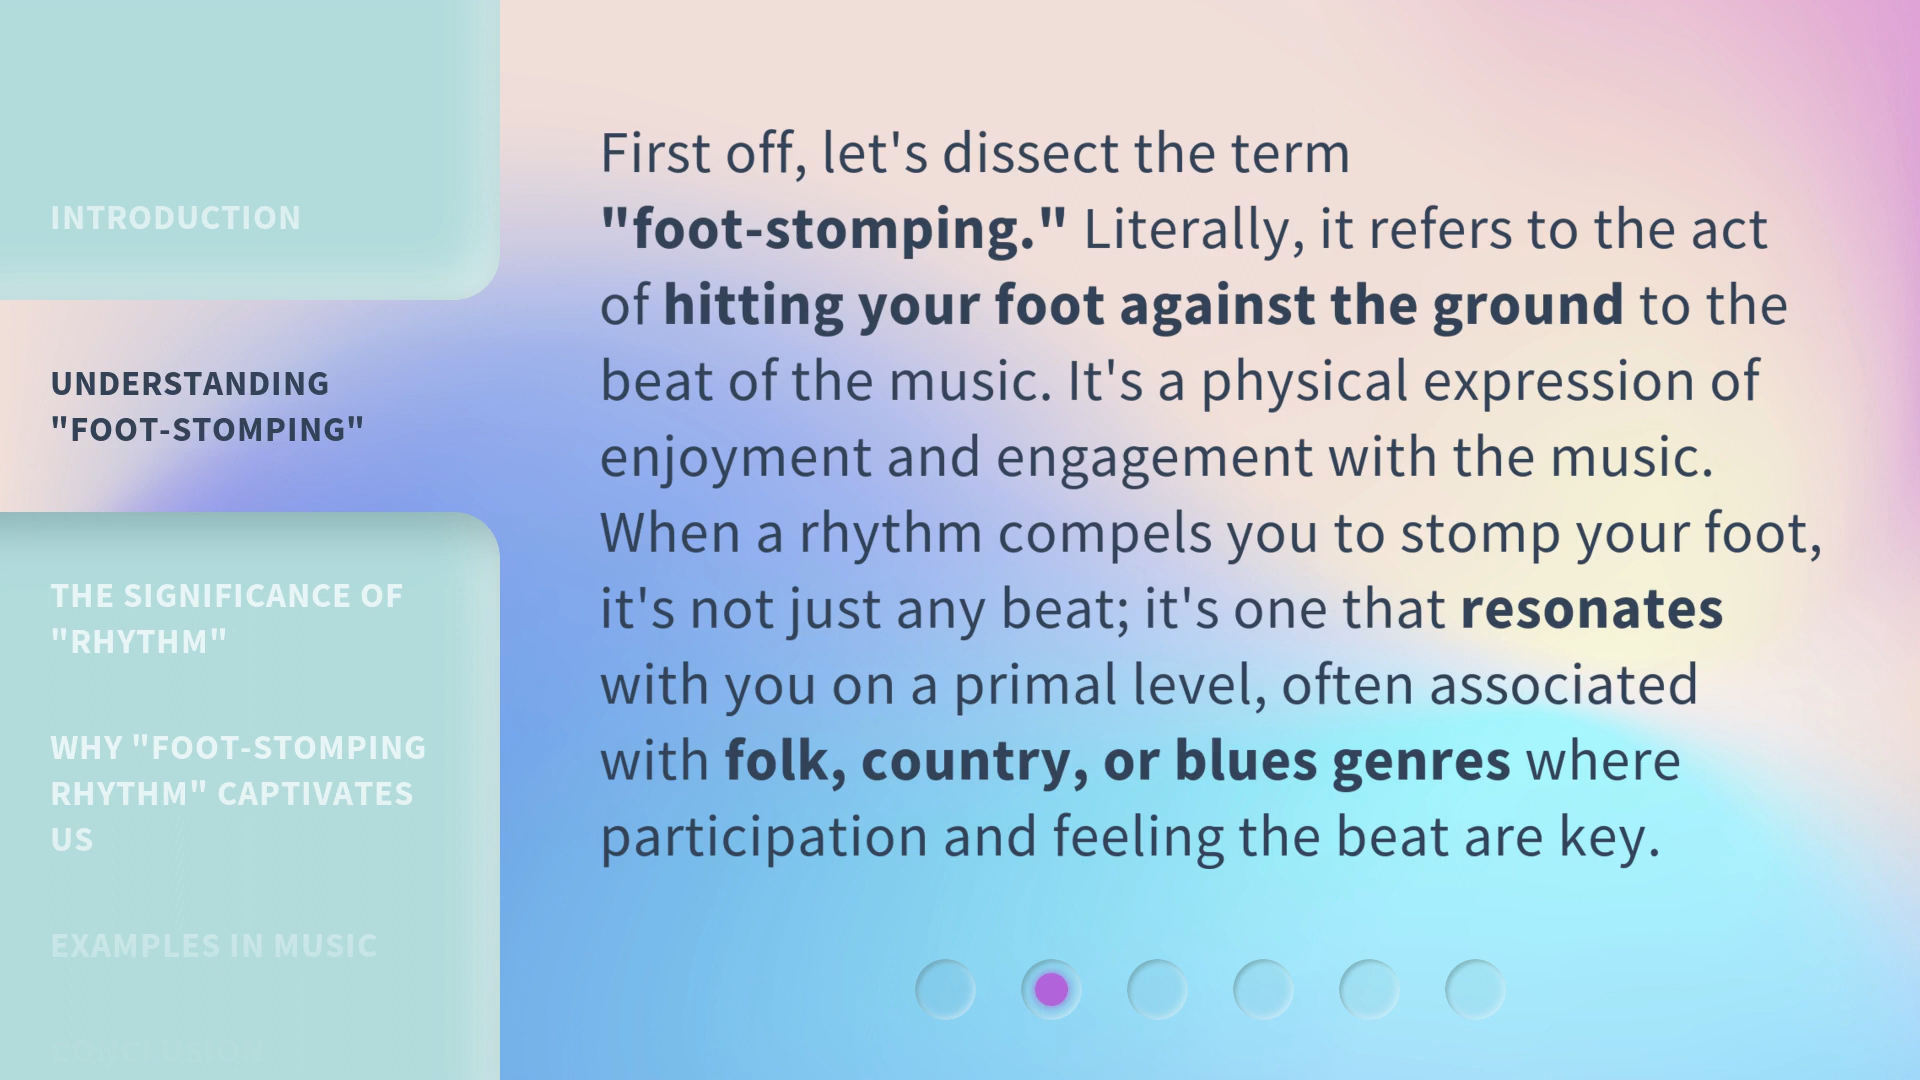 INTRODUCTION
UNDERSTANDING
"FOOT-STOMPING"
THE SIGNIFICANCE OF
"RHYTHM"
WHY "FOOT-STOMPING
RHYTHM" CAPTIVATES
US
EXAMPLES IN MUSIC
CONCLUSION
First off, let's dissect the term
"foot-stomping." Literally, it refers to the act
of hitting your foot against the ground to the
beat of the music. It's a physical expression of
enjoyment and engagement with the music.
When a rhythm compels you to stomp your foot,
it's not just any beat; it's one that resonates
with you on a primal level, often associated
with folk, country, or blues genres where
participation and feeling the beat are key.